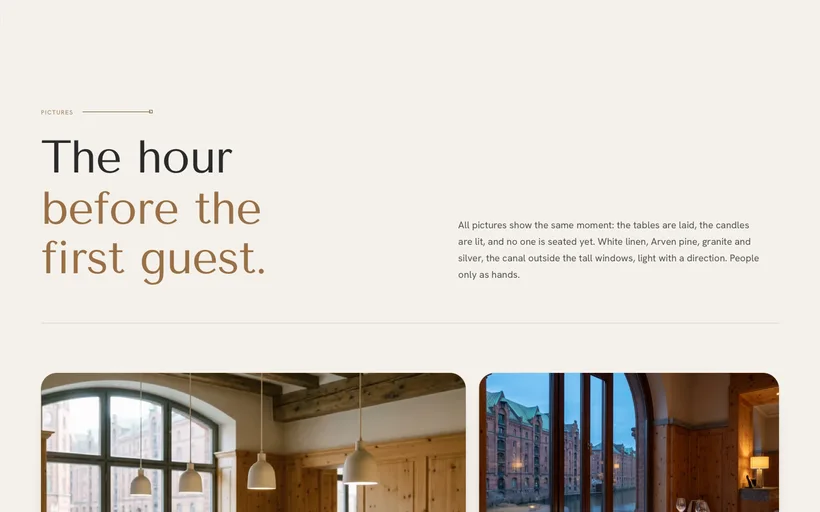 PICTURES
The hour
before the
first guest.
All pictures show the same moment: the tables are laid, the candles
are lit, and no one is seated yet. White linen, Arven pine, granite and
silver, the canal outside the tall windows, light with a direction. People
only as hands.